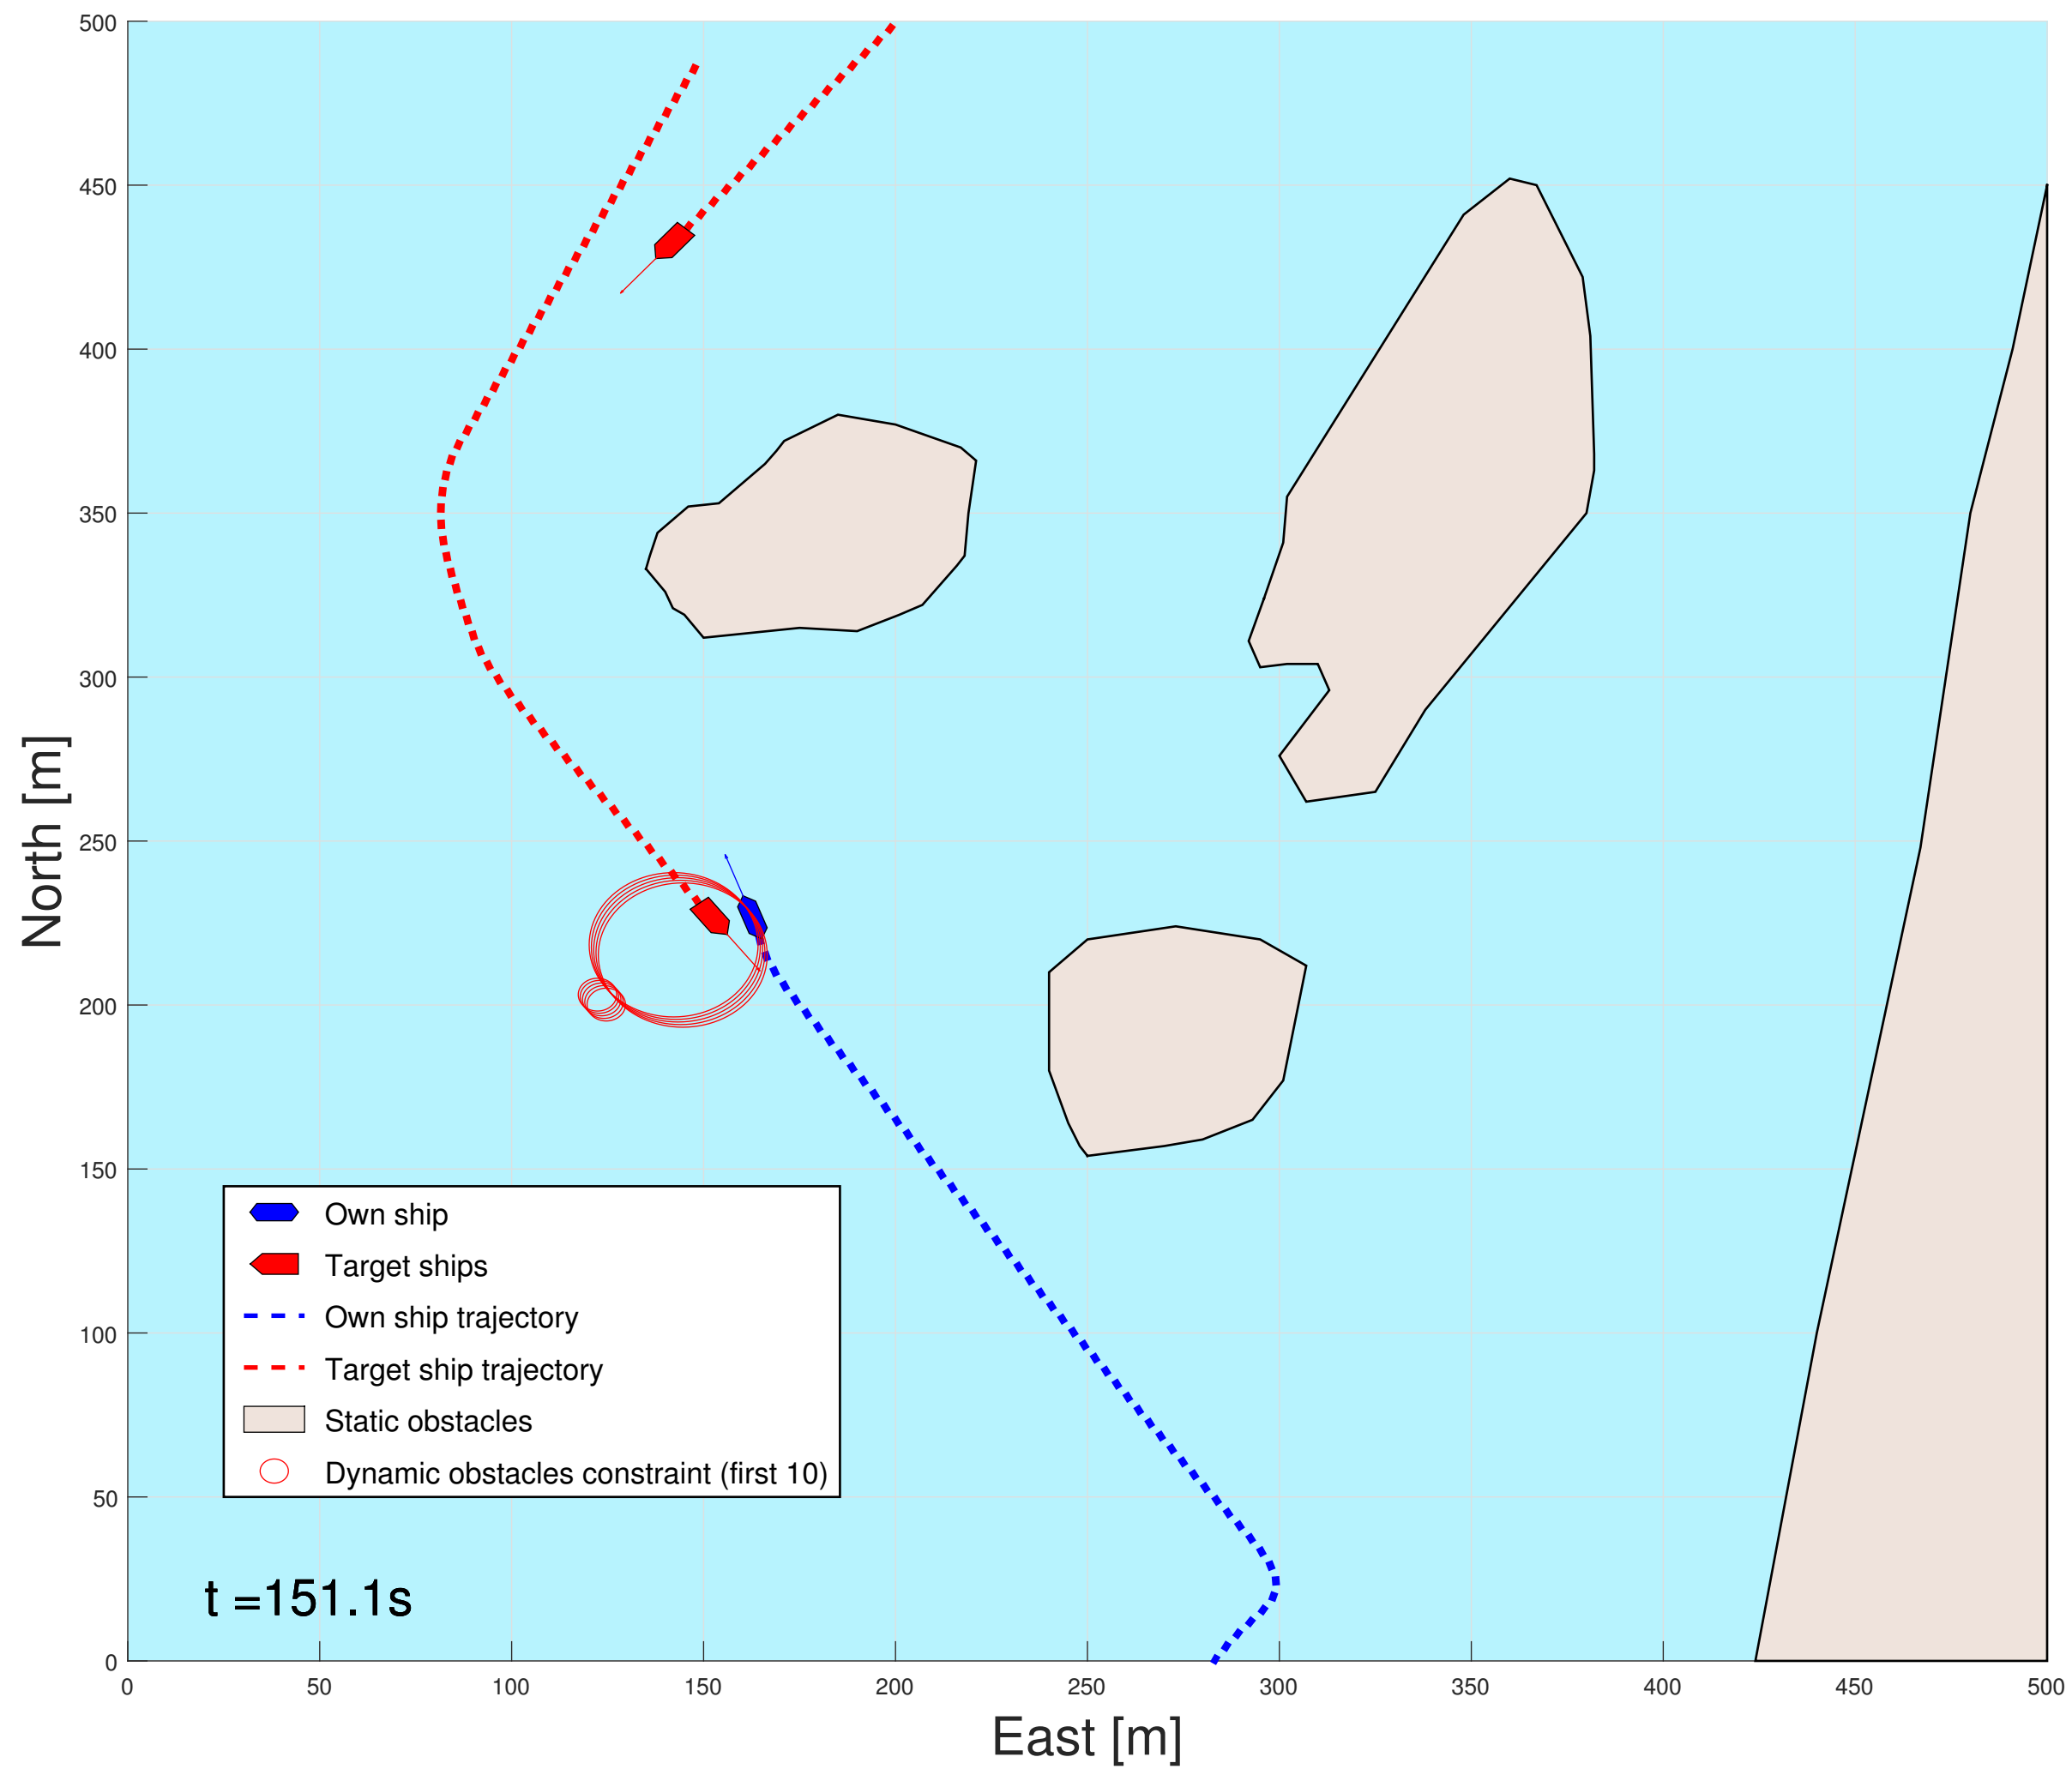 500
450
400
350
300
250
200
150
100
50
0
North [m]
Own ship
Target ships
Own ship trajectory
Target ship trajectory
Static obstacles
Dynamic obstacles constraint (first 10)
t =151.1s
0 50 100 150 200 250 300 350 400 450 500
East [m]